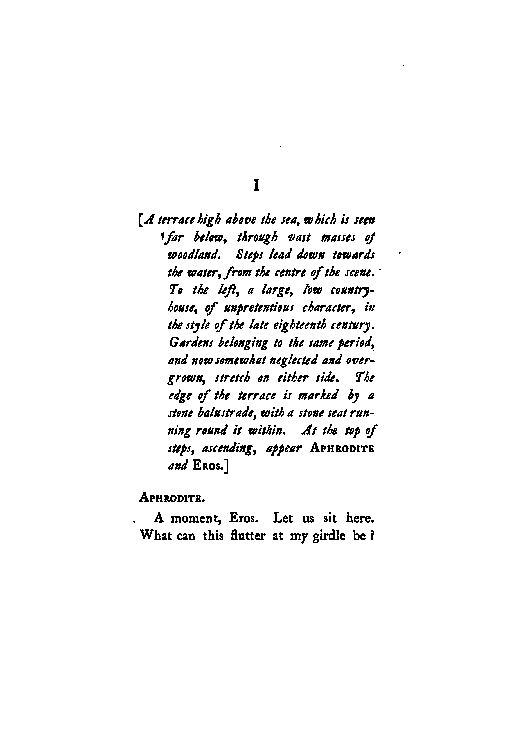 I
[A terrace high above the sea, which is seen
far below, through vast masses of
woodland. Steps lead down towards
the water, from the centre of the scene.
To the left, a large, low country-
house, of unpretentious character, in
the style of the late eighteenth century.
Gardens belonging to the same period,
and now somewhat neglected and over-
grown, stretch on either side. The
edge of the terrace is marked by a
stone balustrade, with a stone seat run-
ning round it within. At the top of
steps, ascending, appear APHRODITE
and EROS.]
APHRODITE.
A moment, Eros. Let us sit here.
What can this flutter at my girdle be?